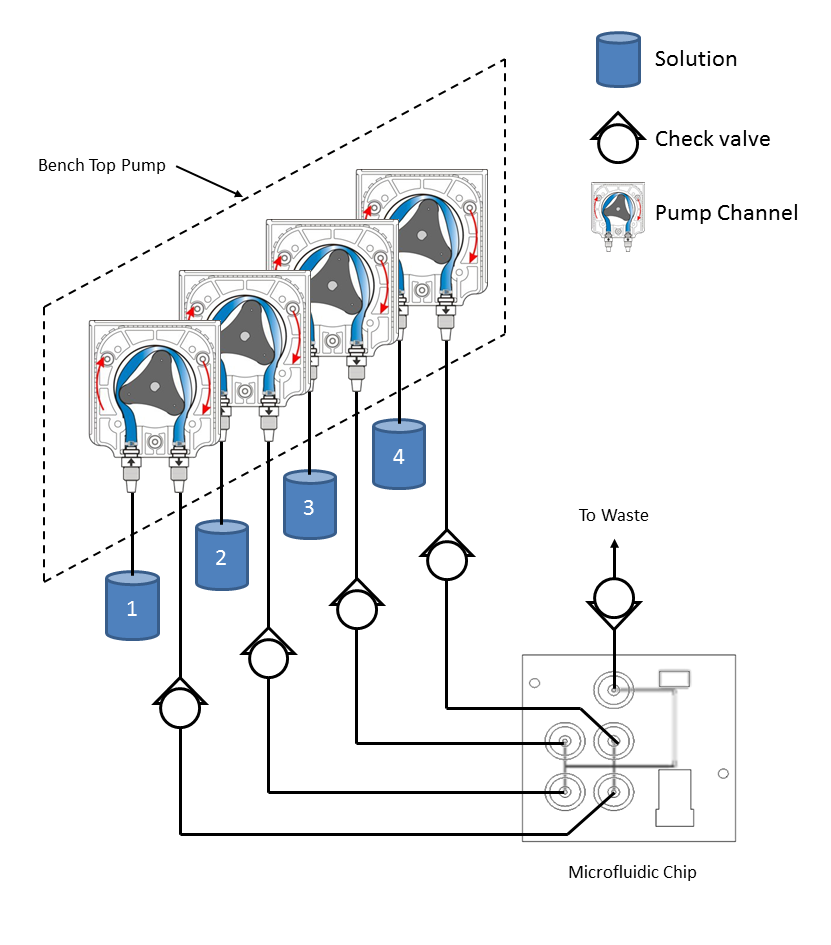 Solution
Check valve
Bench Top Pump
Pump Channel
4
3
2
1
To Waste
Microfluidic Chip